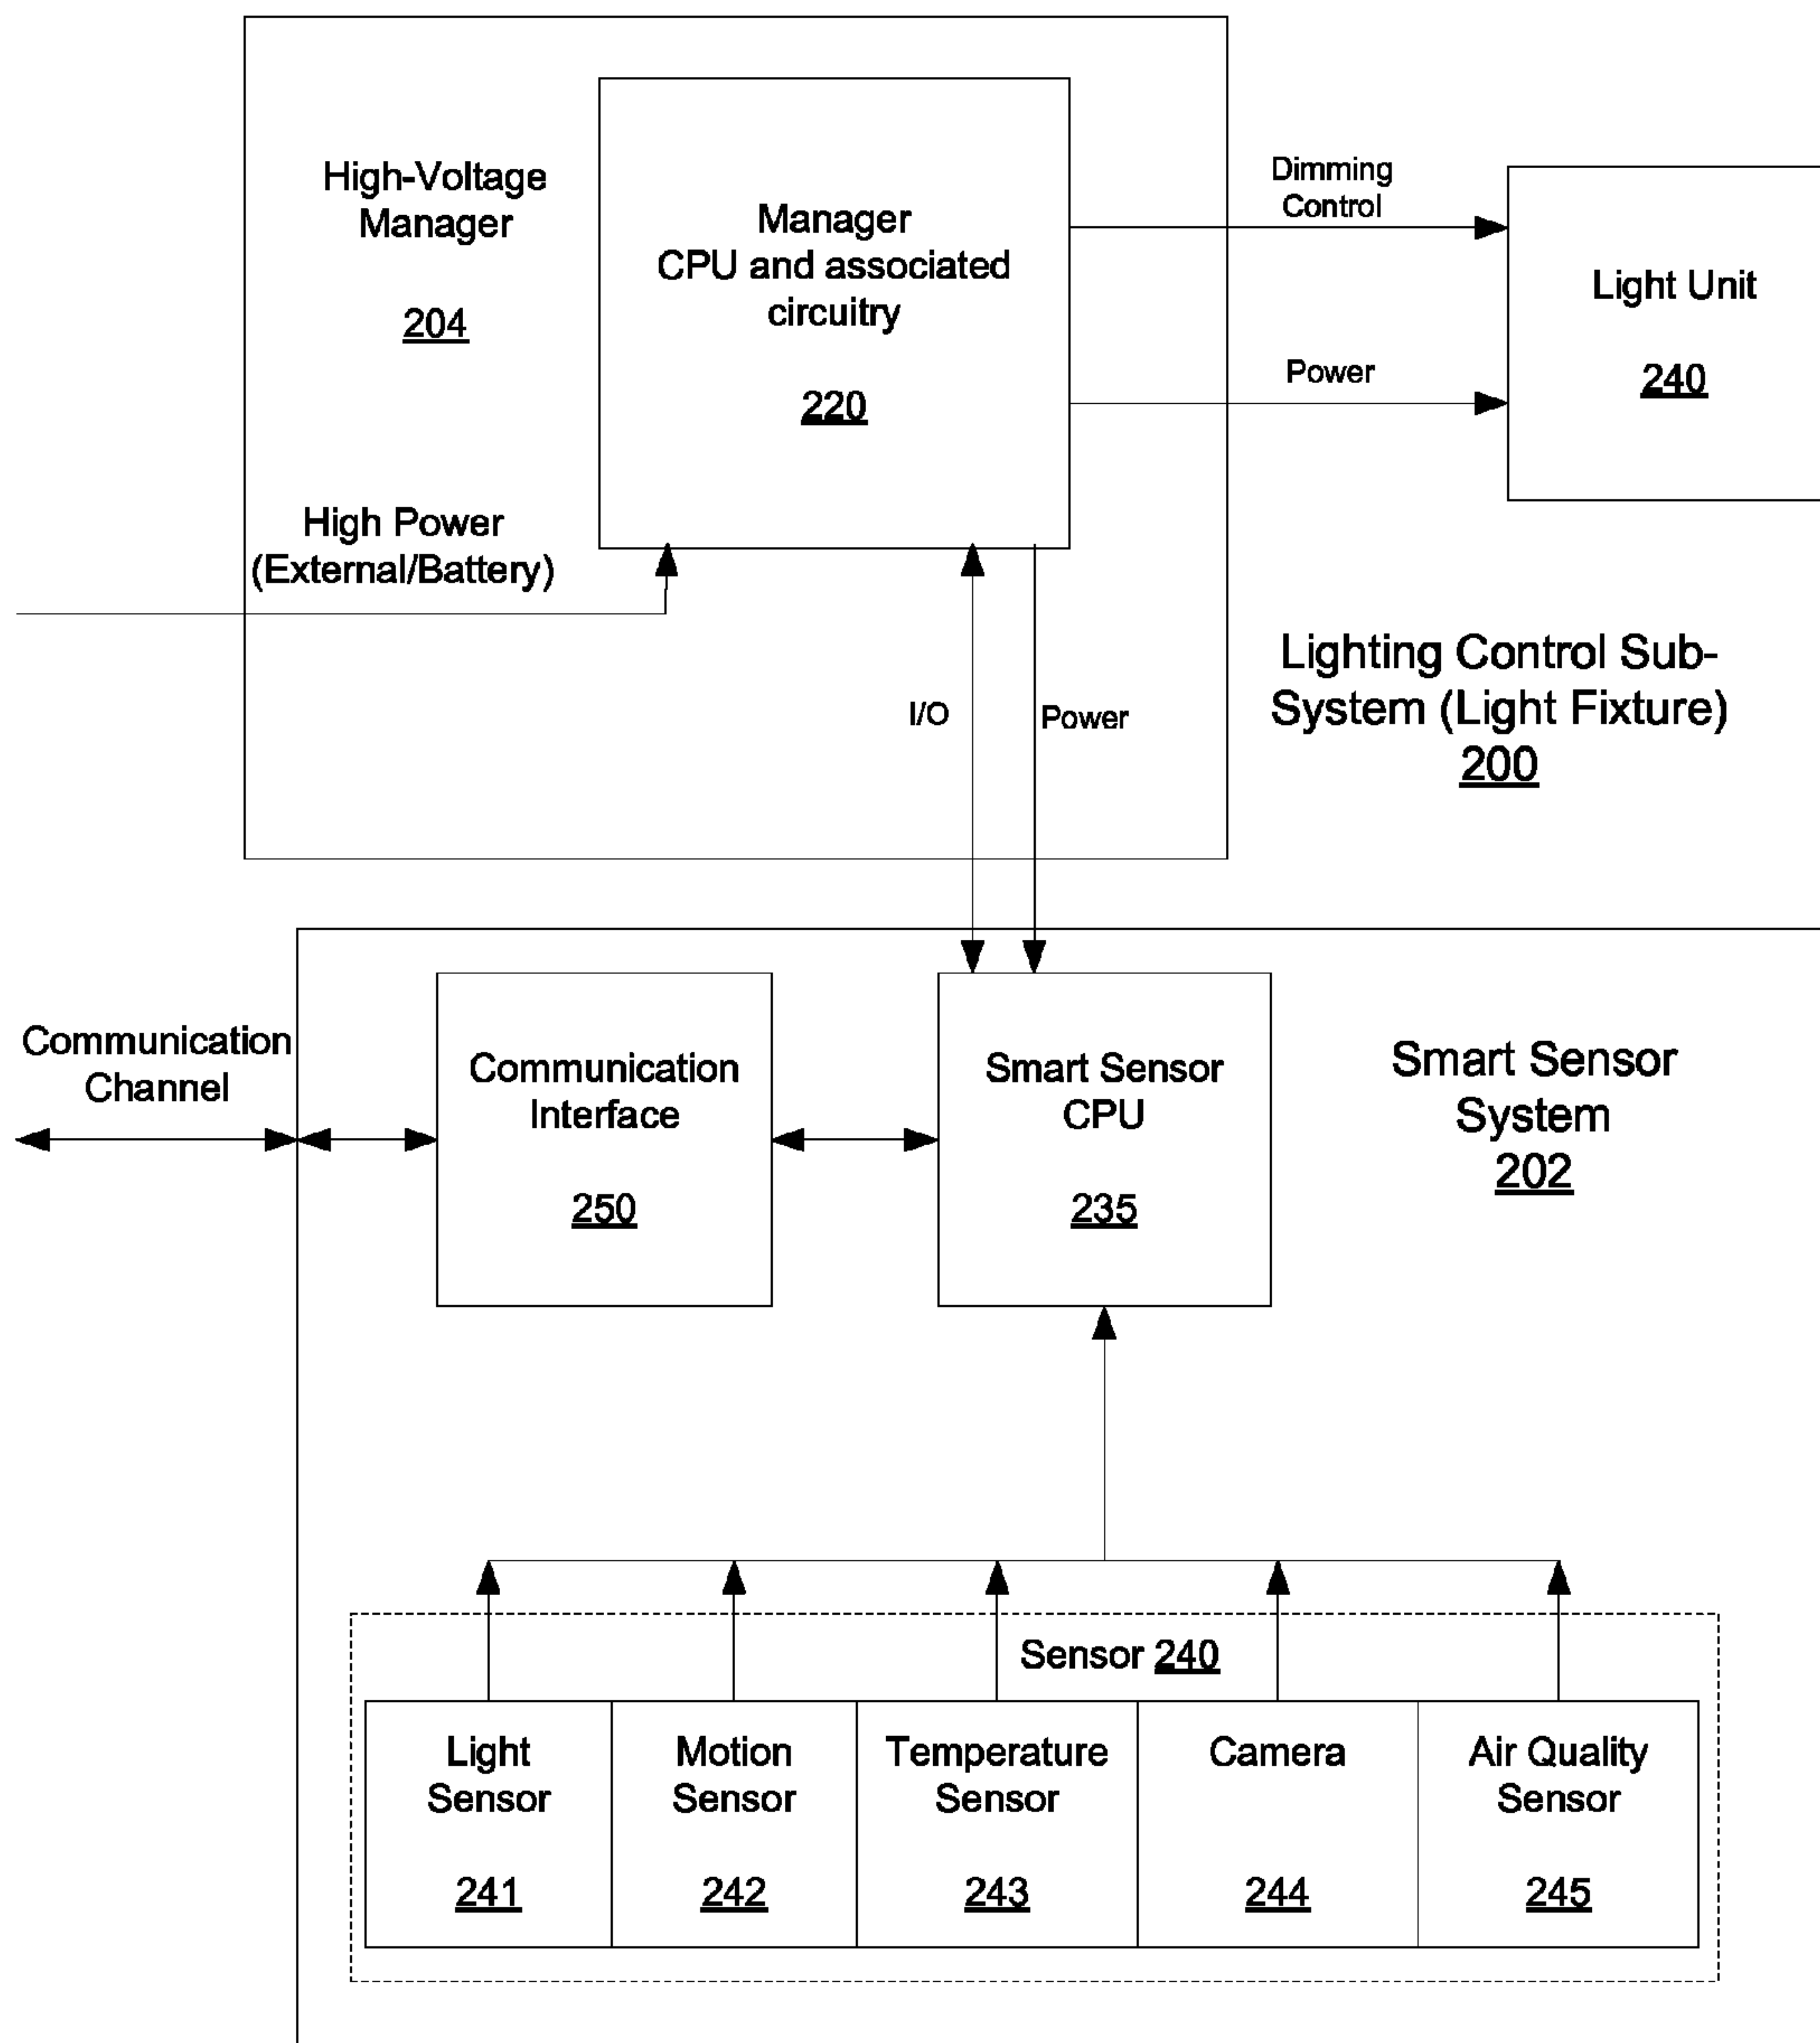 High-Voltage
Manager
204
Manager
CPU and associated
circuitry
220
Dimming
Control
Power
Light Unit
240
High Power
(External/Battery)
I/O
Power
Lighting Control Sub-
System (Light Fixture)
200
Communication
Channel
Communication
Interface
250
Smart Sensor
CPU
235
Smart Sensor
System
202
Sensor 240
Light
Sensor
241
Motion
Sensor
242
Temperature
Sensor
243
Camera
244
Air Quality
Sensor
245